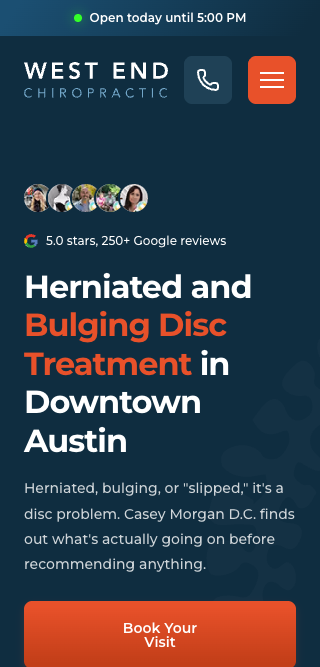 Open today until 5:00 PM
WEST END
CHIROPRACTIC
5.0 stars, 250+ Google reviews
Herniated and
Bulging Disc
Treatment in
Downtown
Austin
Herniated, bulging, or "slipped," it's a
disc problem. Casey Morgan D.C. finds
out what's actually going on before
recommending anything.
Book Your
Visit